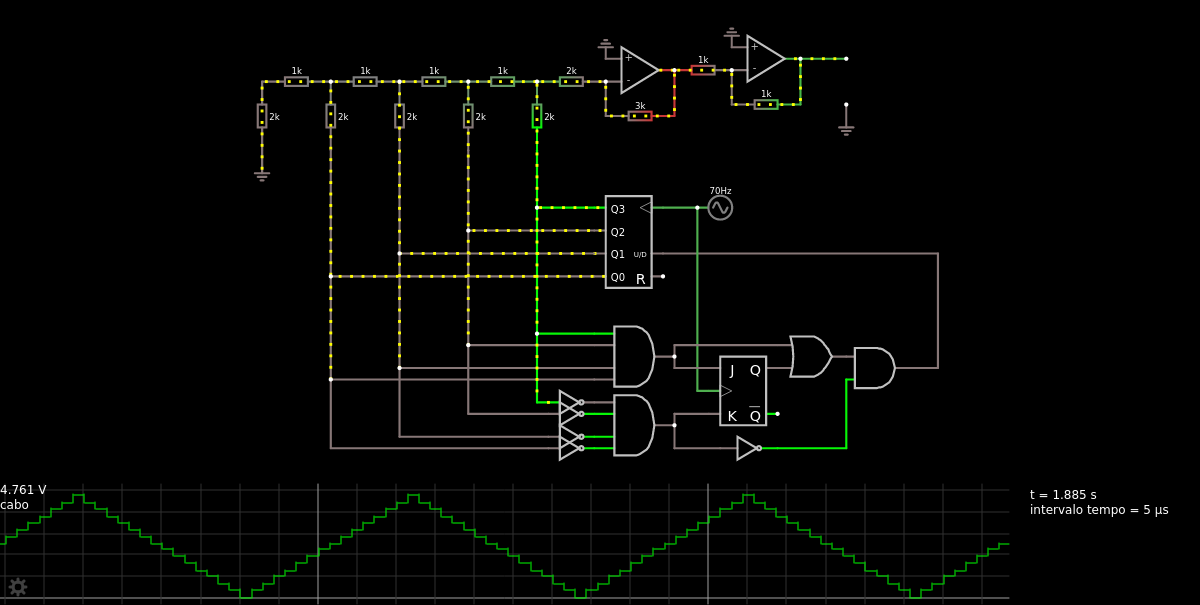 1k 1k 1k 1k 2k
2k 2k 2k 2k 2k
+
-
3k
1k
+
-
1k
70Hz
Q3
Q2
Q1 U/D
Q0 R
J Q
K Q
4.761 V
cabo
t = 1.885 s
intervalo tempo = 5 µs